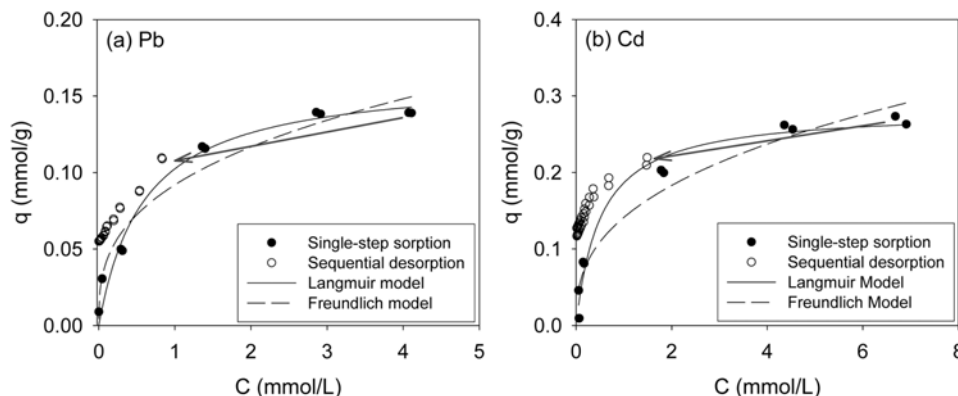 (a) Pb
q (mmol/g)
0.20
0.15
0.10
0.05
0.00
Single-step sorption
Sequential desorption
Langmuir model
Freundlich model
0 1 2 3 4 5
C (mmol/L)
(b) Cd
q (mmol/g)
0.4
0.3
0.2
0.1
0.0
Single-step sorption
Sequential desorption
Langmuir Model
Freundlich Model
0 2 4 6 8
C (mmol/L)